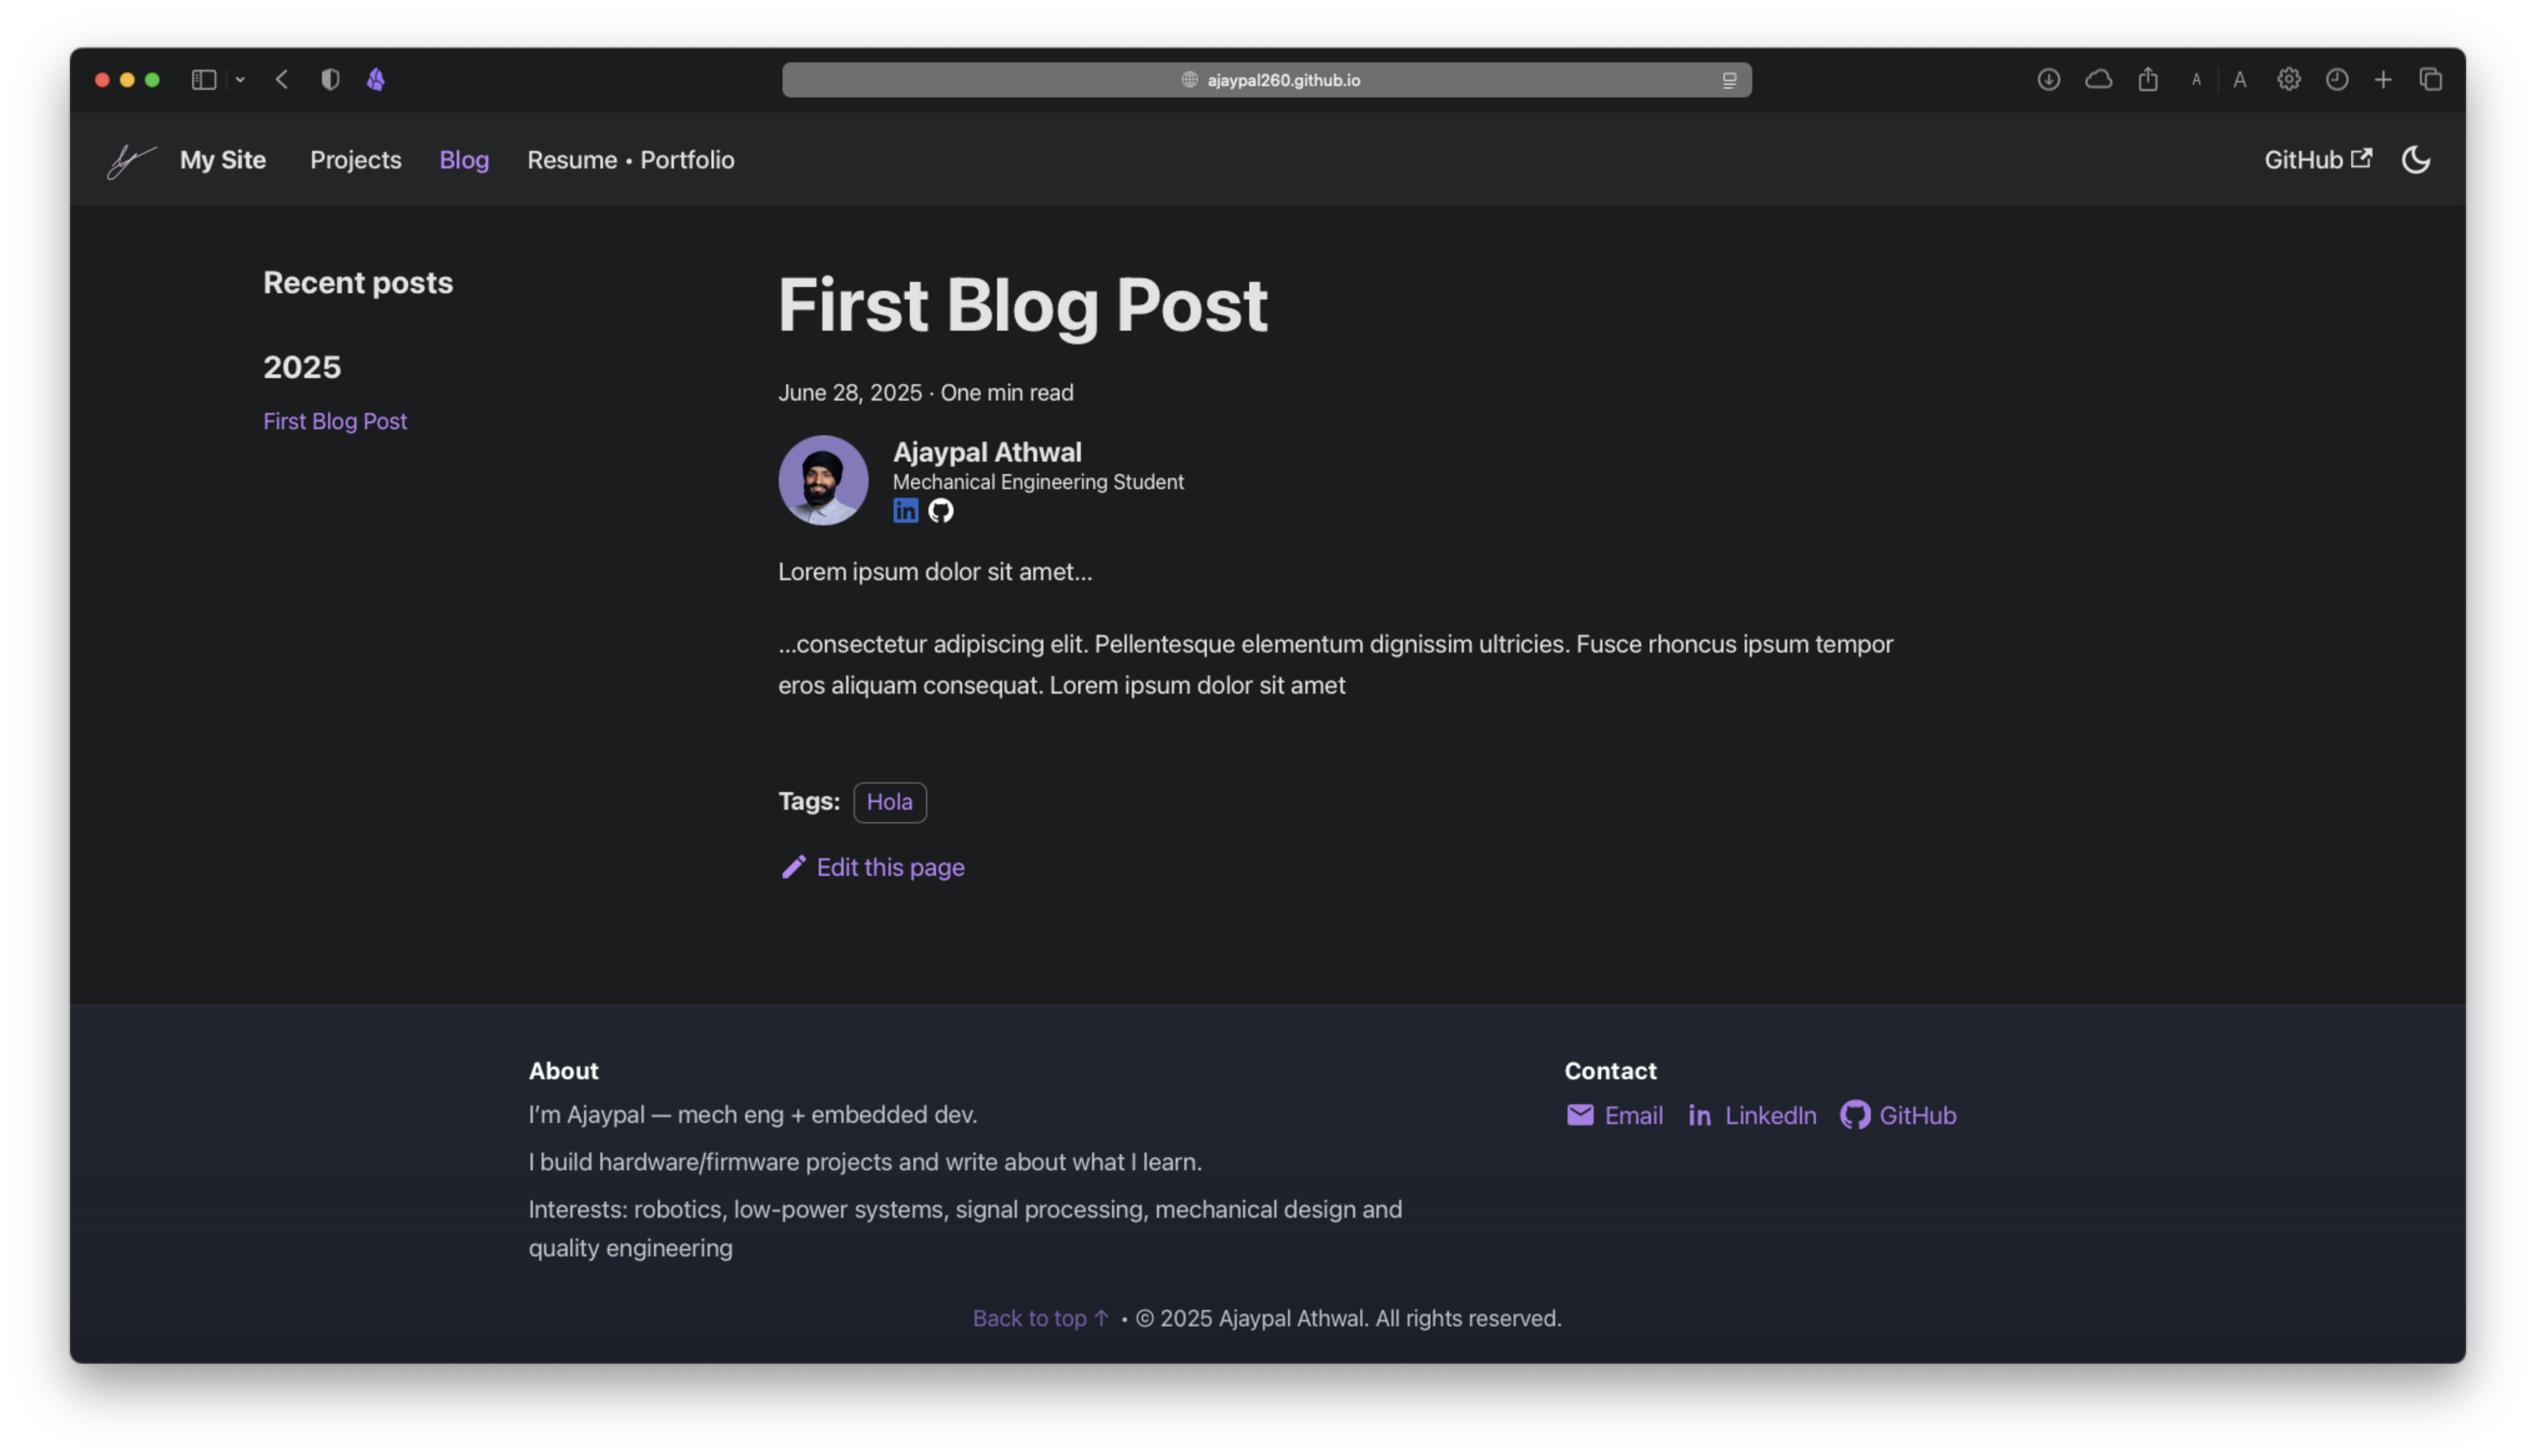 ajaypal260.github.io
A A
My Site Projects Blog Resume • Portfolio GitHub
Recent posts
2025
First Blog Post
First Blog Post
June 28, 2025 · One min read
Ajaypal Athwal
Mechanical Engineering Student
in
Lorem ipsum dolor sit amet...
...consectetur adipiscing elit. Pellentesque elementum dignissim ultricies. Fusce rhoncus ipsum tempor
eros aliquam consequat. Lorem ipsum dolor sit amet
Tags: Hola
Edit this page
About
I’m Ajaypal — mech eng + embedded dev.
I build hardware/firmware projects and write about what I learn.
Interests: robotics, low-power systems, signal processing, mechanical design and
quality engineering
Contact
Email in LinkedIn GitHub
Back to top ↑ • © 2025 Ajaypal Athwal. All rights reserved.